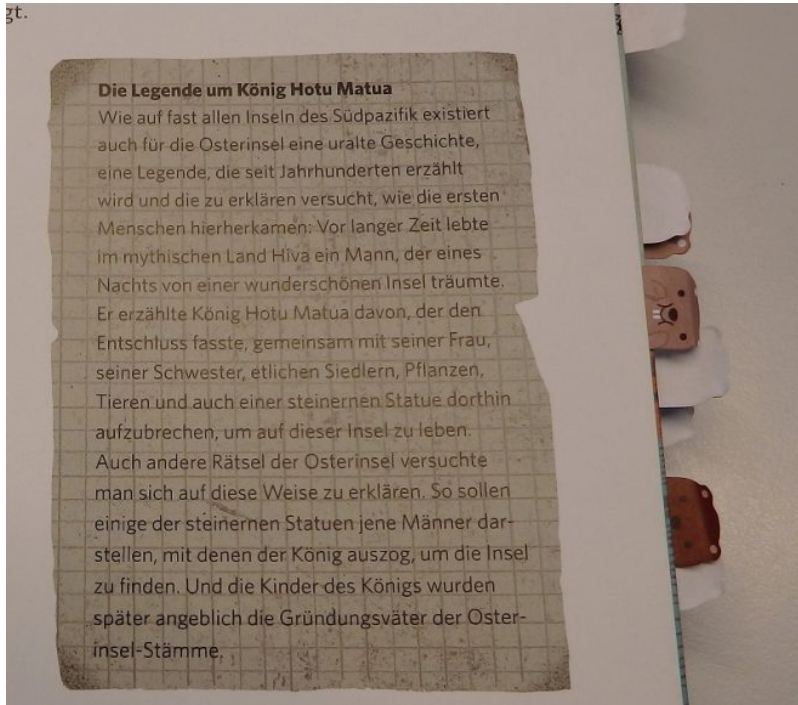 gt.
Die Legende um König Hotu Matua
Wie auf fast allen Inseln des Südpazifik existiert
auch für die Osterinsel eine uralte Geschichte,
eine Legende, die seit Jahrhunderten erzählt
wird und die zu erklären versucht, wie die ersten
Menschen hierherkamen: Vor langer Zeit lebte
im mythischen Land Hiva ein Mann, der eines
Nachts von einer wunderschönen Insel träumte.
Er erzählte König Hotu Matua davon, der den
Entschluss fasste, gemeinsam mit seiner Frau,
seiner Schwester, etlichen Siedlern, Pflanzen,
Tieren und auch einer steinernen Statue dorthin
aufzubrechen, um auf dieser Insel zu leben.
Auch andere Rätsel der Osterinsel versuchte
man sich auf diese Weise zu erklären. So sollen
einige der steinernen Statuen jene Männer dar-
stellen, mit denen der König auszog, um die Insel
zu finden. Und die Kinder des Königs wurden
später angeblich die Gründungsväter der Oster-
insel-Stämme.